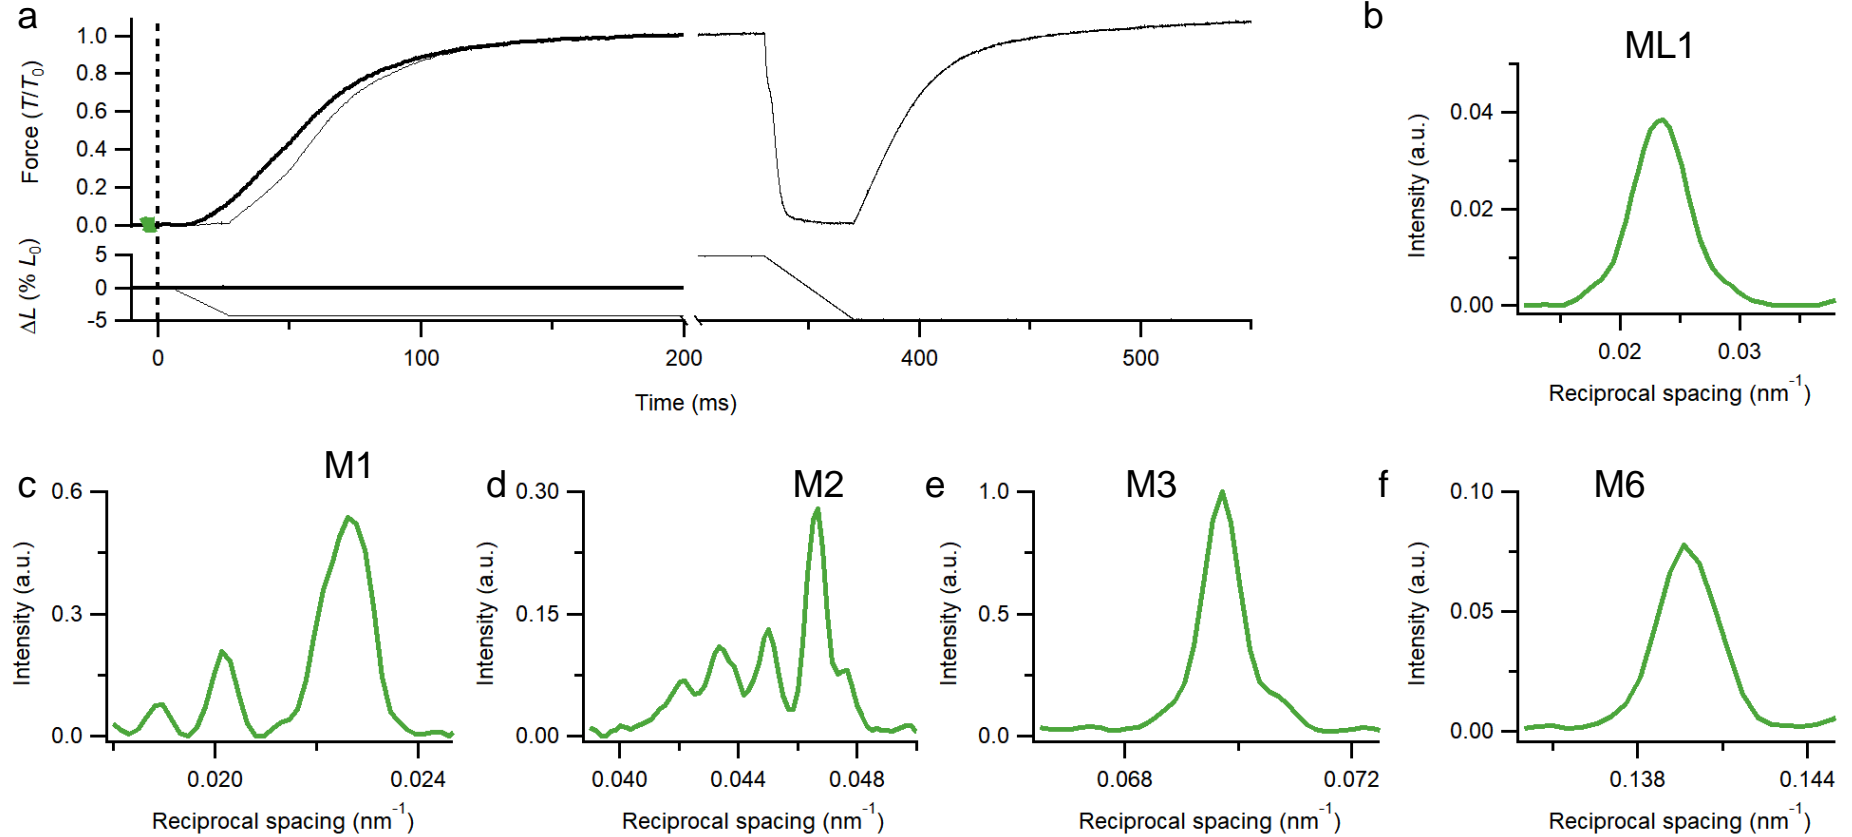 a
Force (T/T0)
1.0
0.8
0.6
0.4
0.2
0.0
ΔL (% L0)
5
0
-5
0 100 200 400 500
Time (ms)
b
ML1
Intensity (a.u.)
0.04
0.02
0.00
0.02 0.03
Reciprocal spacing (nm-1)
c
M1
Intensity (a.u.)
0.6
0.3
0.0
0.020 0.024
Reciprocal spacing (nm-1)
d
M2
Intensity (a.u.)
0.30
0.15
0.00
0.040 0.044 0.048
Reciprocal spacing (nm-1)
e
M3
Intensity (a.u.)
1.0
0.5
0.0
0.068 0.072
Reciprocal spacing (nm-1)
f
M6
Intensity (a.u.)
0.10
0.05
0.00
0.138 0.144
Reciprocal spacing (nm-1)